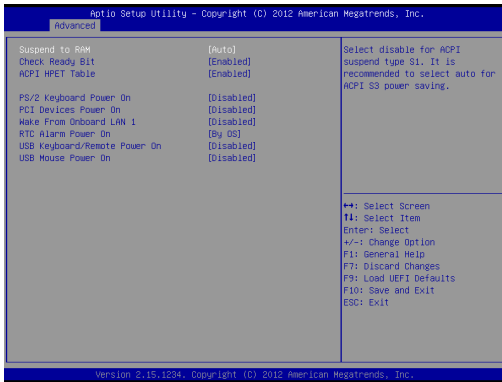 Aptio Setup Utility – Copyright (C) 2012 American Megatrends, Inc.
Advanced
Suspend to RAM [Auto]
Check Ready Bit [Enabled]
ACPI HPET Table [Enabled]
PS/2 Keyboard Power On [Disabled]
PCI Devices Power On [Disabled]
Wake From Onboard LAN 1 [Disabled]
RTC Alarm Power On [By OS]
USB Keyboard/Remote Power On [Disabled]
USB Mouse Power On [Disabled]
Select disable for ACPI
suspend type S1. It is
recommended to select auto for
ACPI S3 power saving.
↔: Select Screen
↑↓: Select Item
Enter: Select
+/-: Change Option
F1: General Help
F7: Discard Changes
F9: Load UEFI Defaults
F10: Save and Exit
ESC: Exit
Version 2.15.1234. Copyright (C) 2012 American Megatrends, Inc.